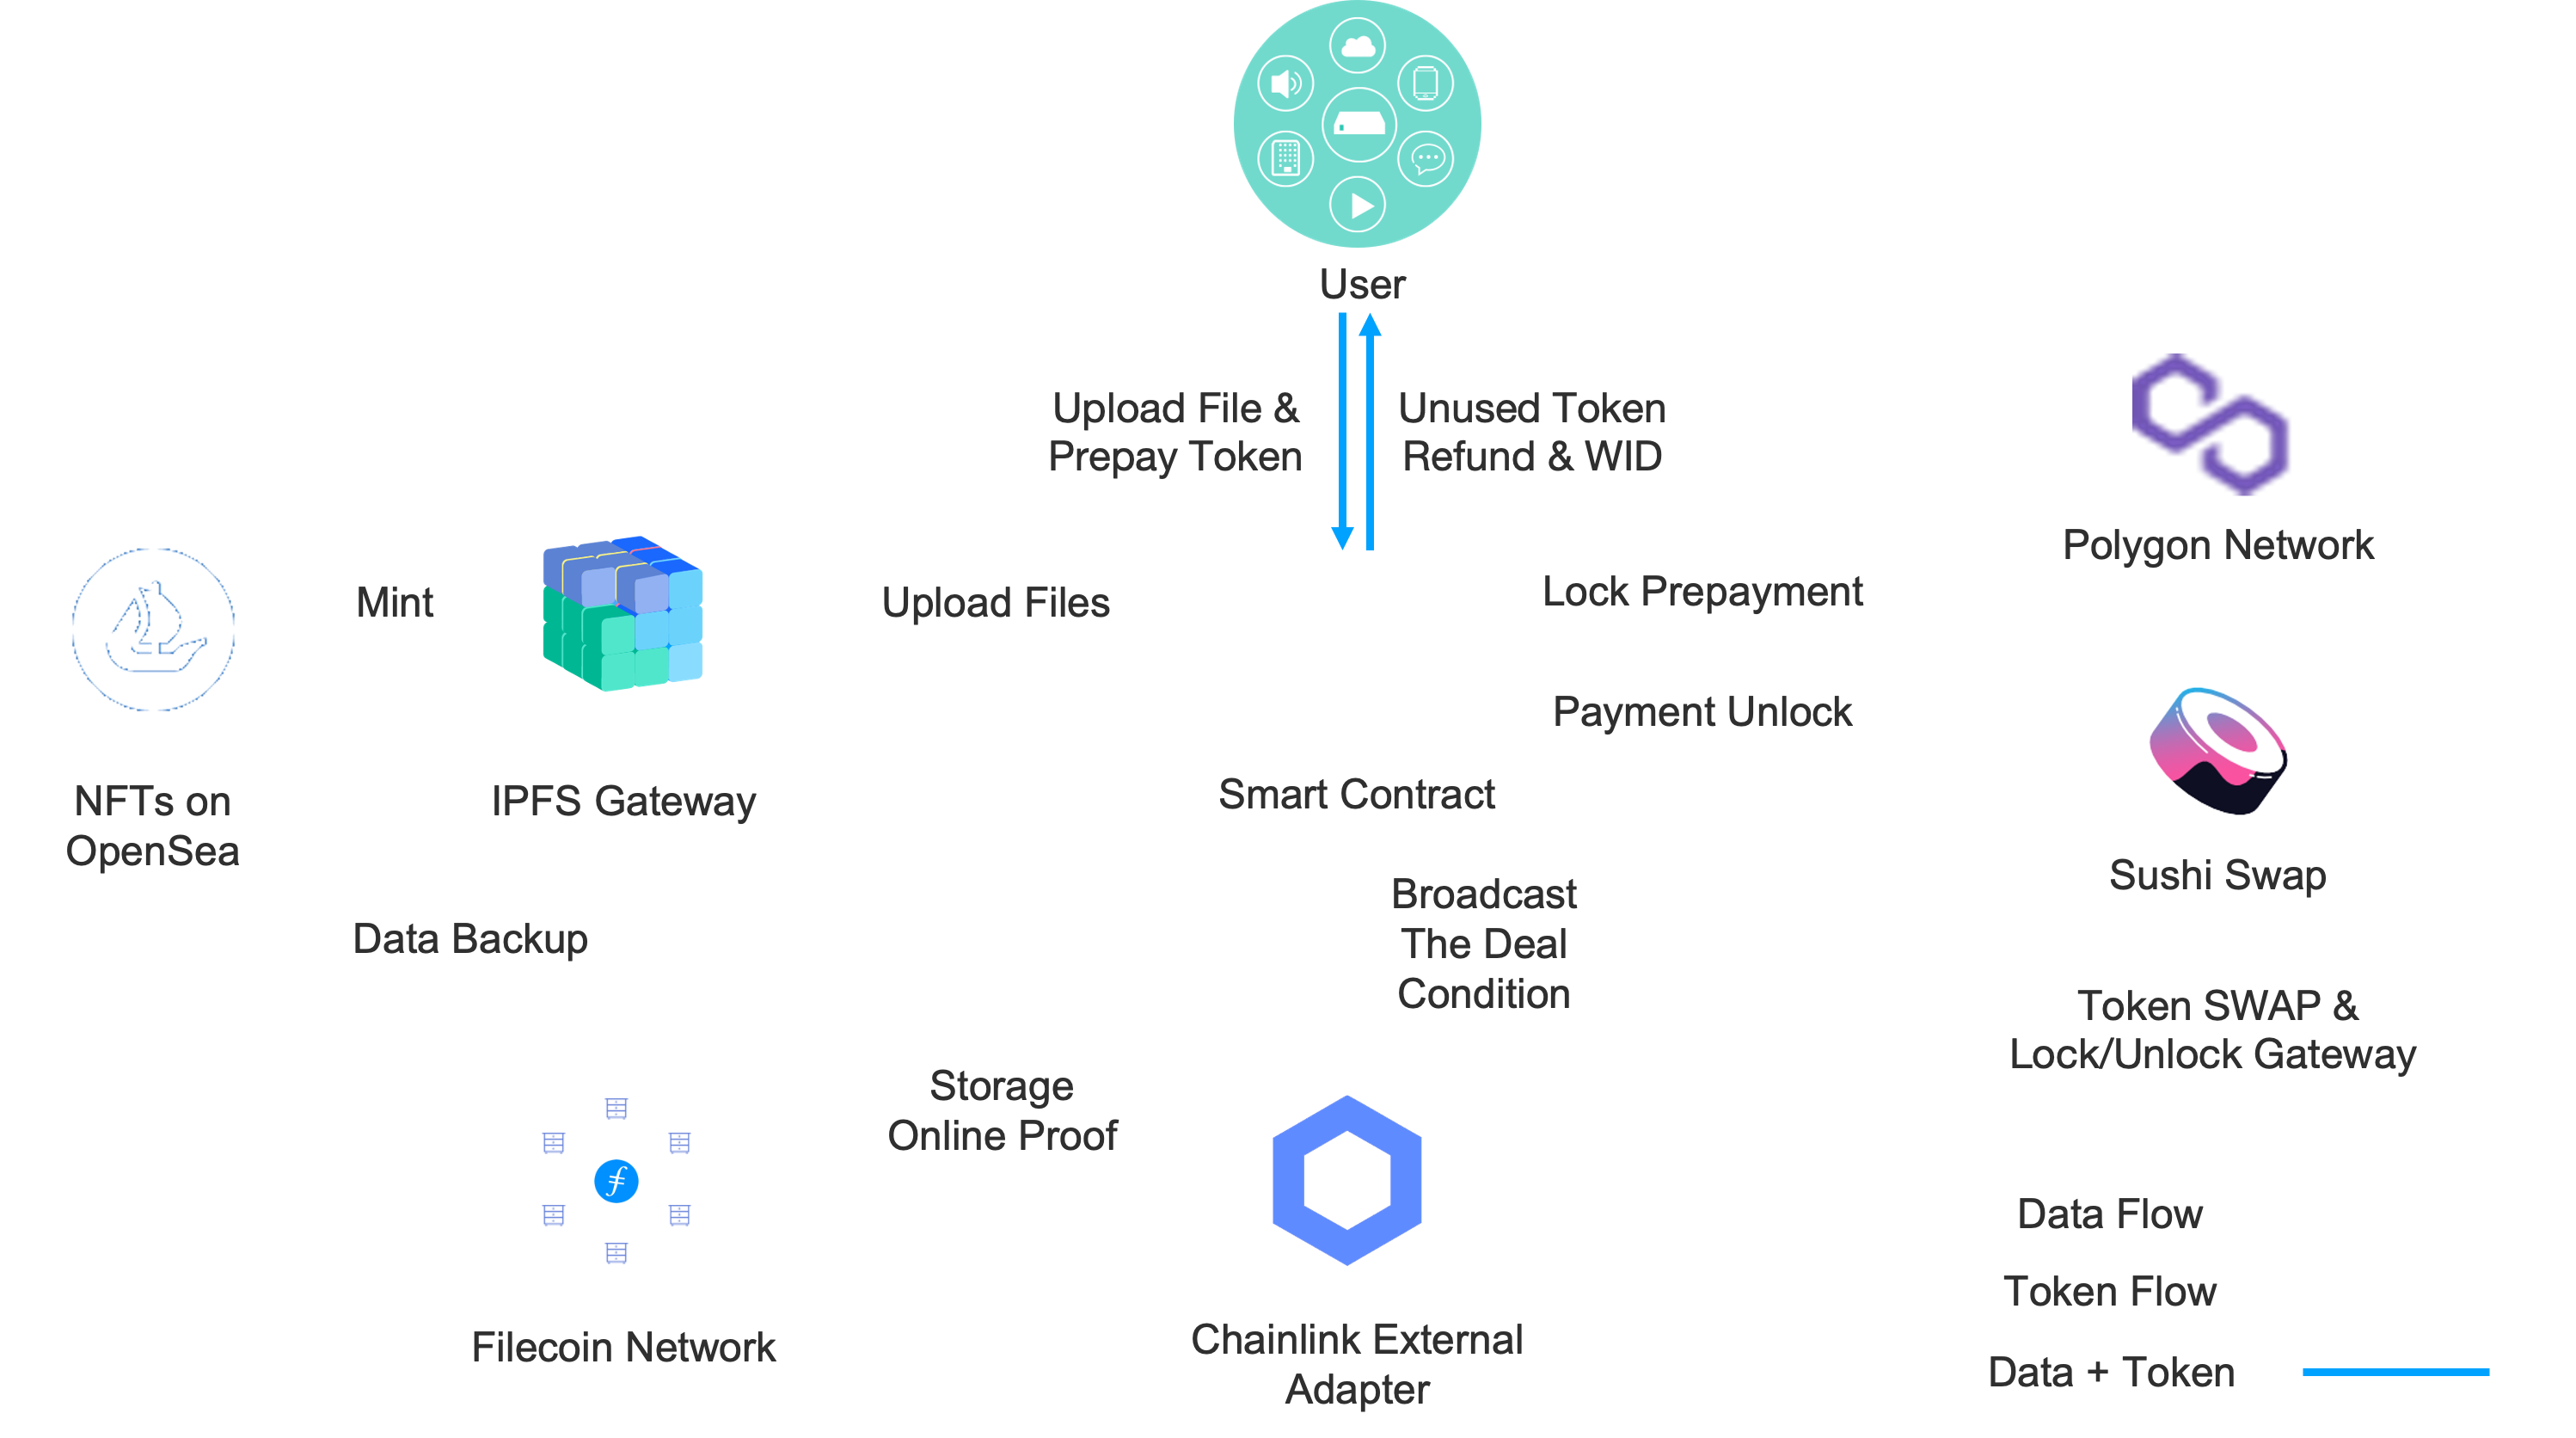 User
Upload File &
Prepay Token
Unused Token
Refund & WID
Polygon Network
Mint
Upload Files
Lock Prepayment
Payment Unlock
NFTs on
OpenSea
IPFS Gateway
Smart Contract
Sushi Swap
Data Backup
Broadcast
The Deal
Condition
Token SWAP &
Lock/Unlock Gateway
Storage
Online Proof
Filecoin Network
Chainlink External
Adapter
Data Flow
Token Flow
Data + Token